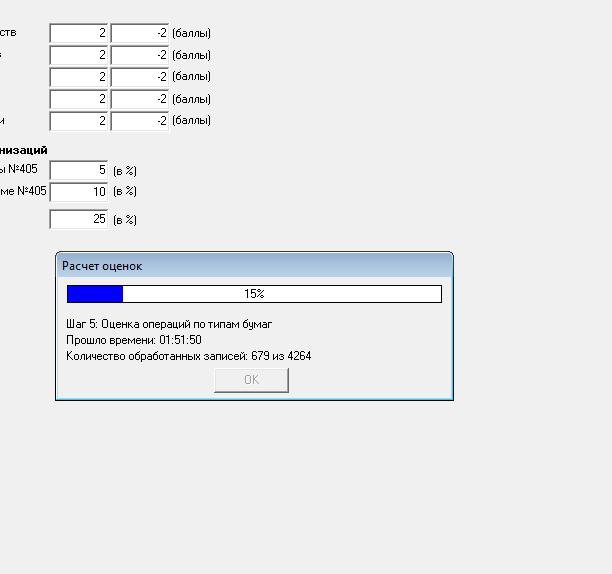 ств 2 -2 (баллы)
2 -2 (баллы)
2 -2 (баллы)
2 -2 (баллы)
и 2 -2 (баллы)
низаций
ы №405 5 (в %)
ме №405 10 (в %)
25 (в %)
Расчет оценок
15%
Шаг 5: Оценка операций по типам бумаг
Прошло времени: 01:51:50
Количество обработанных записей: 679 из 4264
OK